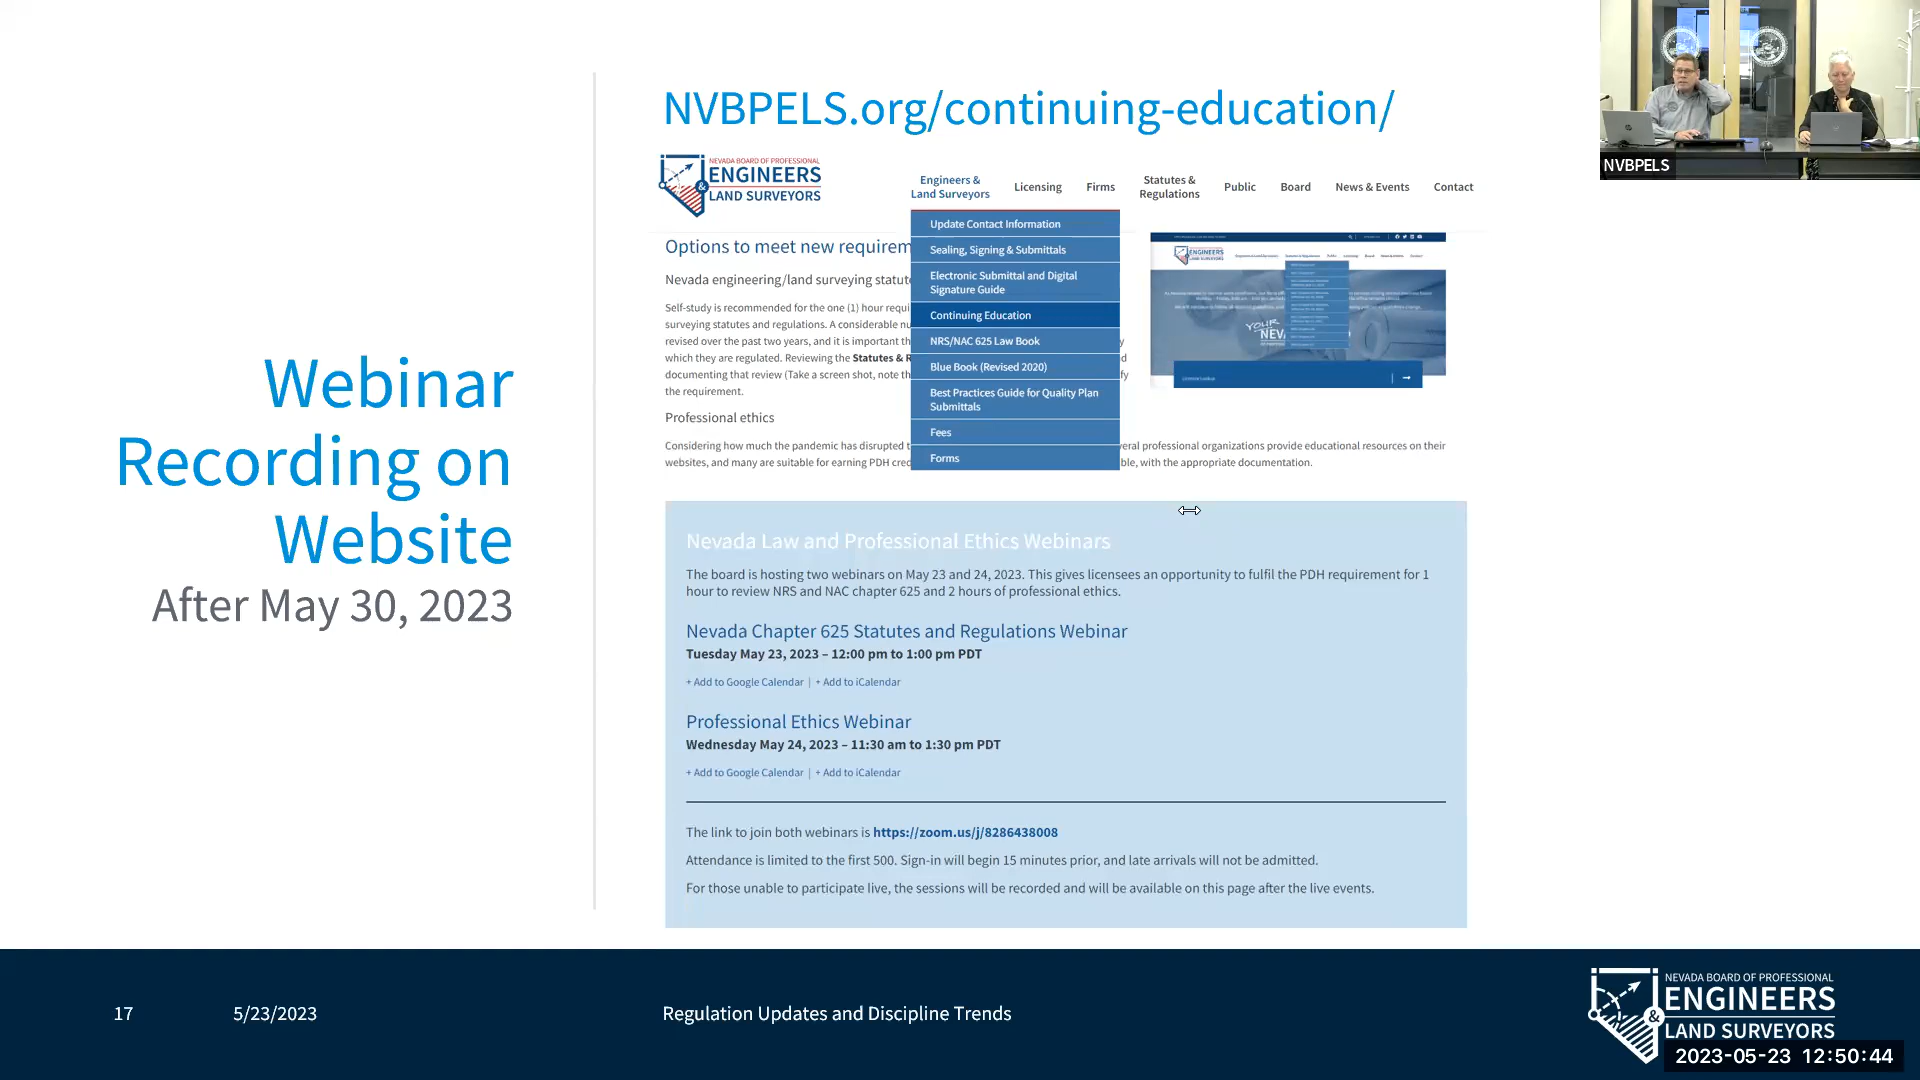 NVBPELS.org/continuing-education/
NVBPELS
NEVADA BOARD OF PROFESSIONAL
ENGINEERS
&
LAND SURVEYORS
Engineers &
Land Surveyors
Licensing
Firms
Statutes &
Regulations
Public
Board
News & Events
Contact
Update Contact Information
Sealing, Signing & Submittals
Electronic Submittal and Digital
Signature Guide
Continuing Education
NRS/NAC 625 Law Book
Blue Book (Revised 2020)
Best Practices Guide for Quality Plan
Submittals
Fees
Forms
Options to meet new requirem
Nevada engineering/land surveying statut
Self-study is recommended for the one (1) hour requi
surveying statutes and regulations. A considerable nu
revised over the past two years, and it is important th y
which they are regulated. Reviewing the Statutes & R d
documenting that review (Take a screen shot, note th fy
the requirement.
Professional ethics
Considering how much the pandemic has disrupted t veral professional organizations provide educational resources on their
websites, and many are suitable for earning PDH cred ble, with the appropriate documentation.
ENGINEERS
YOUR
NEV
Webinar
Recording on
Website
After May 30, 2023
Nevada Law and Professional Ethics Webinars
The board is hosting two webinars on May 23 and 24, 2023. This gives licensees an opportunity to fulfil the PDH requirement for 1
hour to review NRS and NAC chapter 625 and 2 hours of professional ethics.
Nevada Chapter 625 Statutes and Regulations Webinar
Tuesday May 23, 2023 – 12:00 pm to 1:00 pm PDT
+ Add to Google Calendar | + Add to iCalendar
Professional Ethics Webinar
Wednesday May 24, 2023 – 11:30 am to 1:30 pm PDT
+ Add to Google Calendar | + Add to iCalendar
The link to join both webinars is https://zoom.us/j/8286438008
Attendance is limited to the first 500. Sign-in will begin 15 minutes prior, and late arrivals will not be admitted.
For those unable to participate live, the sessions will be recorded and will be available on this page after the live events.
17
5/23/2023
Regulation Updates and Discipline Trends
NEVADA BOARD OF PROFESSIONAL
ENGINEERS
&
LAND SURVEYORS
2023-05-23 12:50:44